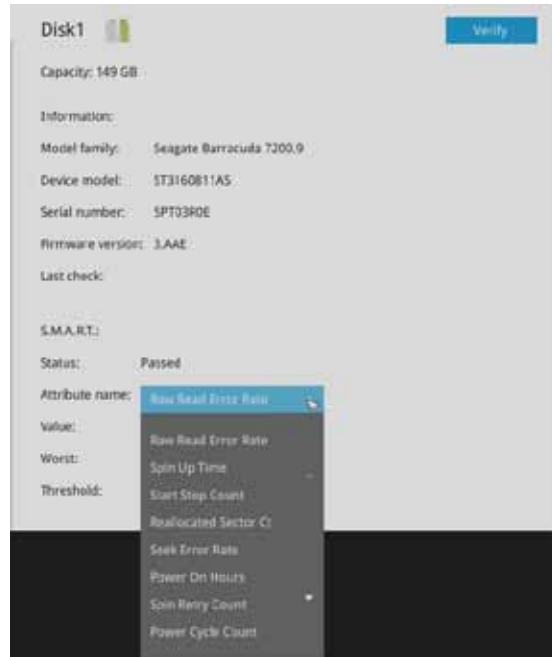 Disk1
Verify
Capacity: 149 GB
Information:
Model family: Seagate Barracuda 7200.9
Device model: ST3160811AS
Serial number: 5PT03R0E
Firmware version: 3.AAE
Last check:
S.M.A.R.T.:
Status: Passed
Attribute name: Raw Read Error Rate
Value:
Worst:
Threshold:
Raw Read Error Rate
Spin Up Time
Start Stop Count
Reallocated Sector Ct
Seek Error Rate
Power On Hours
Spin Retry Count
Power Cycle Count